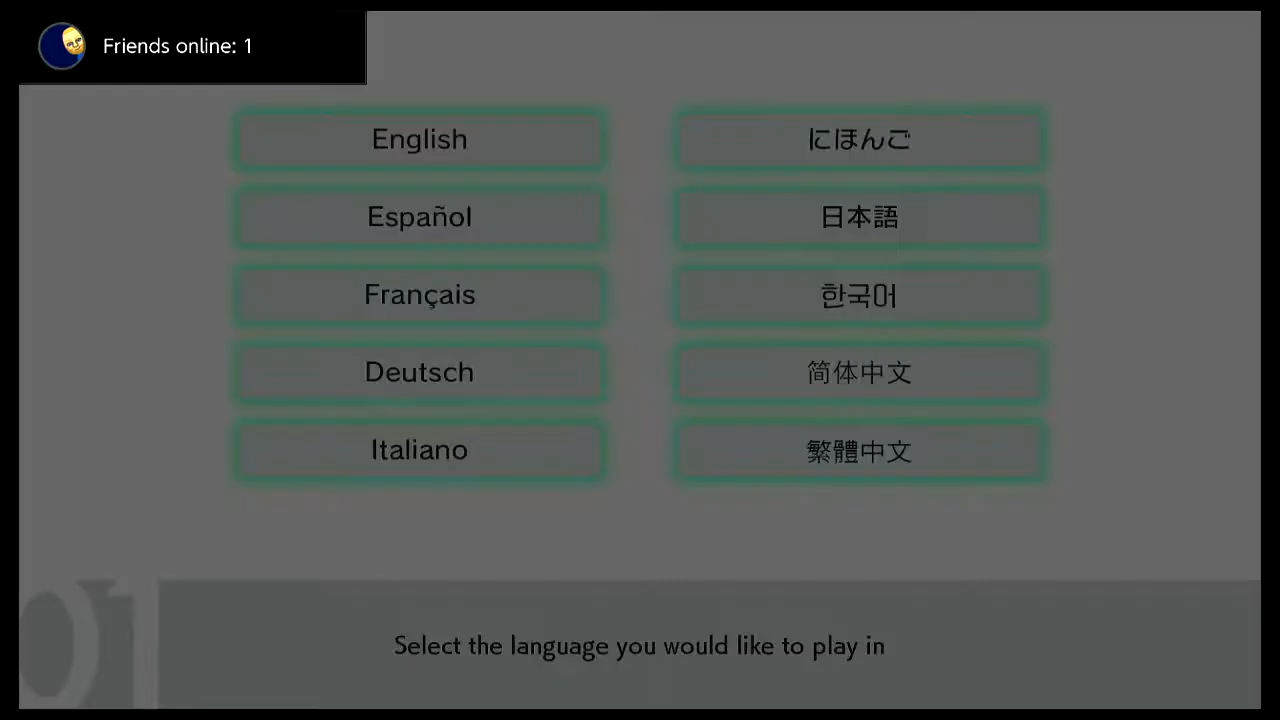 Friends online: 1
English
にほんご
Español
日本語
Français
한국어
Deutsch
简体中文
Italiano
繁體中文
01
Select the language you would like to play in